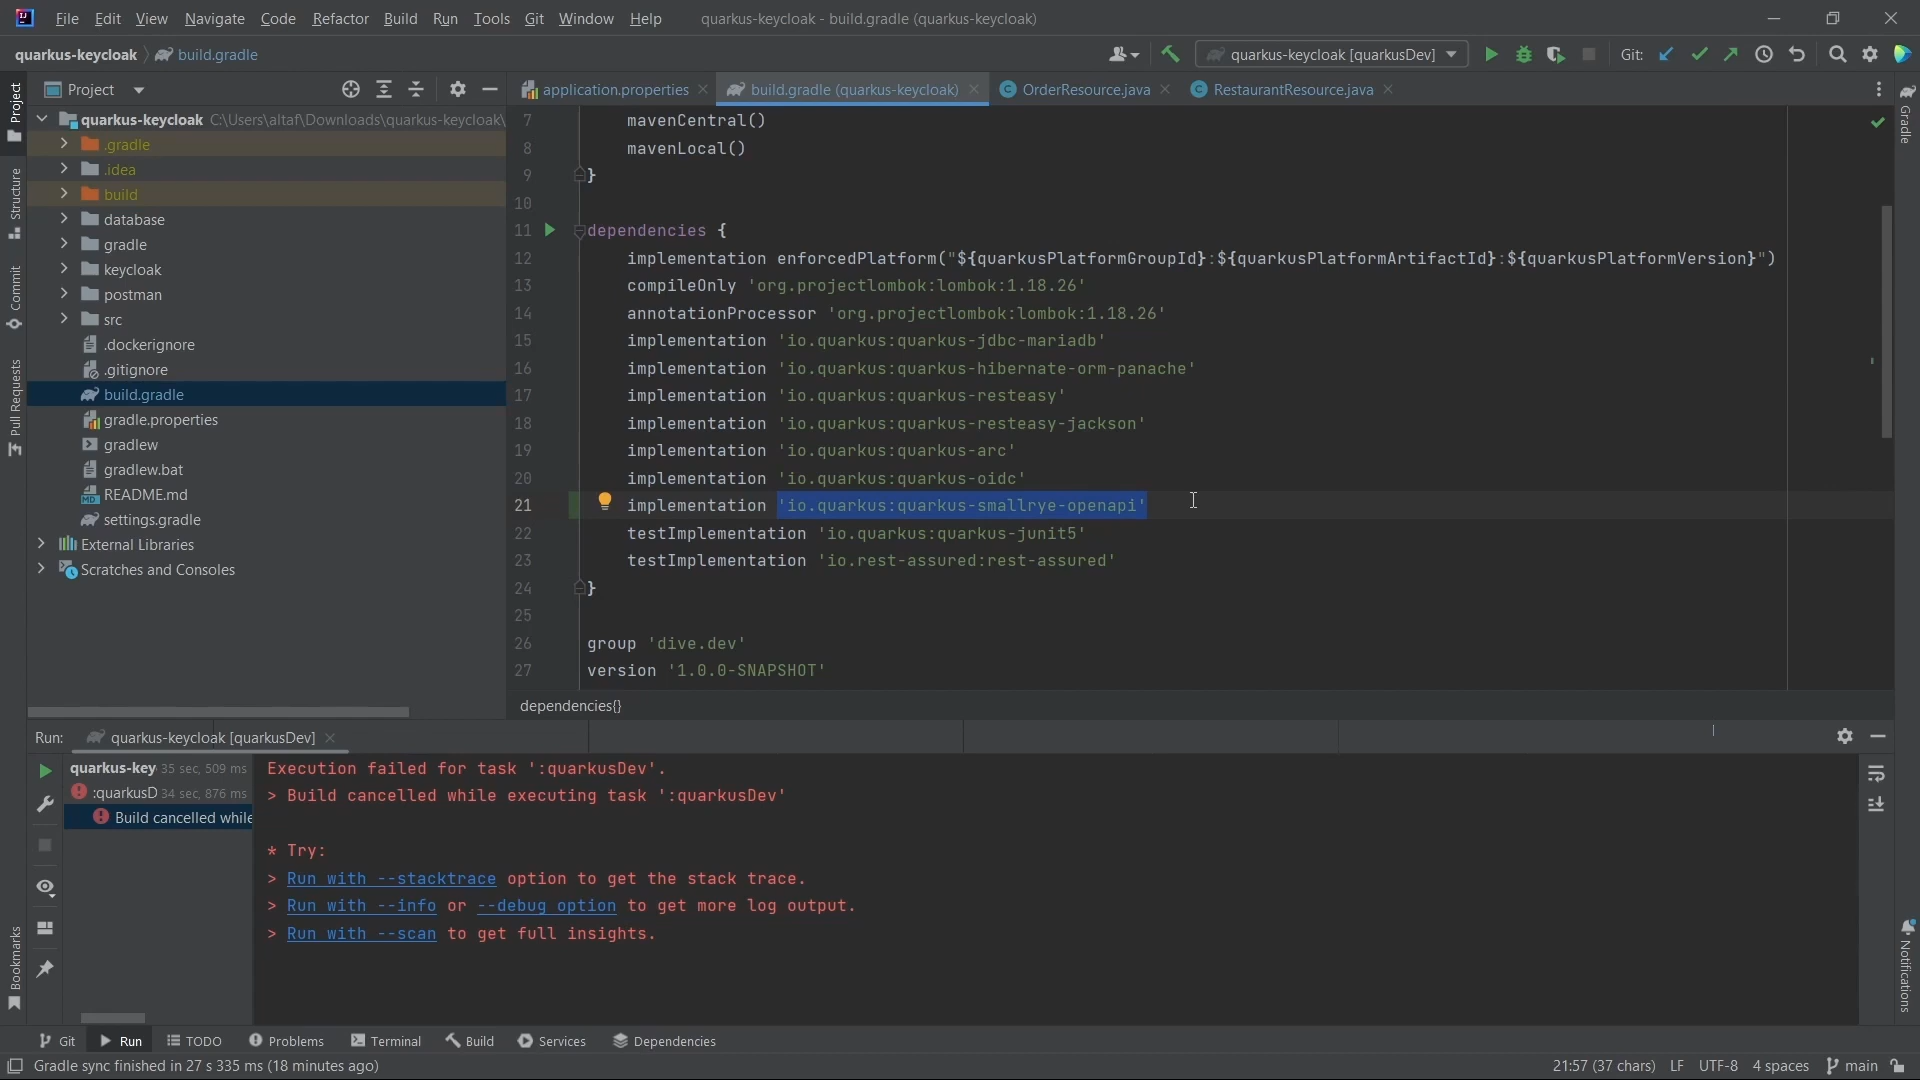 File Edit View Navigate Code Refactor Build Run Tools Git Window Help quarkus-keycloak - build.gradle (quarkus-keycloak)
quarkus-keycloak build.gradle quarkus-keycloak [quarkusDev] Git:
Project
application.properties build.gradle (quarkus-keycloak) OrderResource.java RestaurantResource.java
Project
Structure
Commit
Pull Requests
Bookmarks
Gradle
Notifications
quarkus-keycloak C:\Users\altaf\Downloads\quarkus-keycloak\
.gradle
.idea
build
database
gradle
keycloak
postman
src
.dockerignore
.gitignore
build.gradle
gradle.properties
gradlew
gradlew.bat
README.md
settings.gradle
External Libraries
Scratches and Consoles
7 mavenCentral()
8 mavenLocal()
9 }
10
11 dependencies {
12 implementation enforcedPlatform("${quarkusPlatformGroupId}:${quarkusPlatformArtifactId}:${quarkusPlatformVersion}")
13 compileOnly 'org.projectlombok:lombok:1.18.26'
14 annotationProcessor 'org.projectlombok:lombok:1.18.26'
15 implementation 'io.quarkus:quarkus-jdbc-mariadb'
16 implementation 'io.quarkus:quarkus-hibernate-orm-panache'
17 implementation 'io.quarkus:quarkus-resteasy'
18 implementation 'io.quarkus:quarkus-resteasy-jackson'
19 implementation 'io.quarkus:quarkus-arc'
20 implementation 'io.quarkus:quarkus-oidc'
21 implementation 'io.quarkus:quarkus-smallrye-openapi'
22 testImplementation 'io.quarkus:quarkus-junit5'
23 testImplementation 'io.rest-assured:rest-assured'
24 }
25
26 group 'dive.dev'
27 version '1.0.0-SNAPSHOT'
dependencies{}
Run: quarkus-keycloak [quarkusDev]
quarkus-key 35 sec, 509 ms
:quarkusD 34 sec, 876 ms
Build cancelled while
Execution failed for task ':quarkusDev'.
> Build cancelled while executing task ':quarkusDev'
* Try:
> Run with --stacktrace option to get the stack trace.
> Run with --info or --debug option to get more log output.
> Run with --scan to get full insights.
Git Run TODO Problems Terminal Build Services Dependencies
Gradle sync finished in 27 s 335 ms (18 minutes ago) 21:57 (37 chars) LF UTF-8 4 spaces main